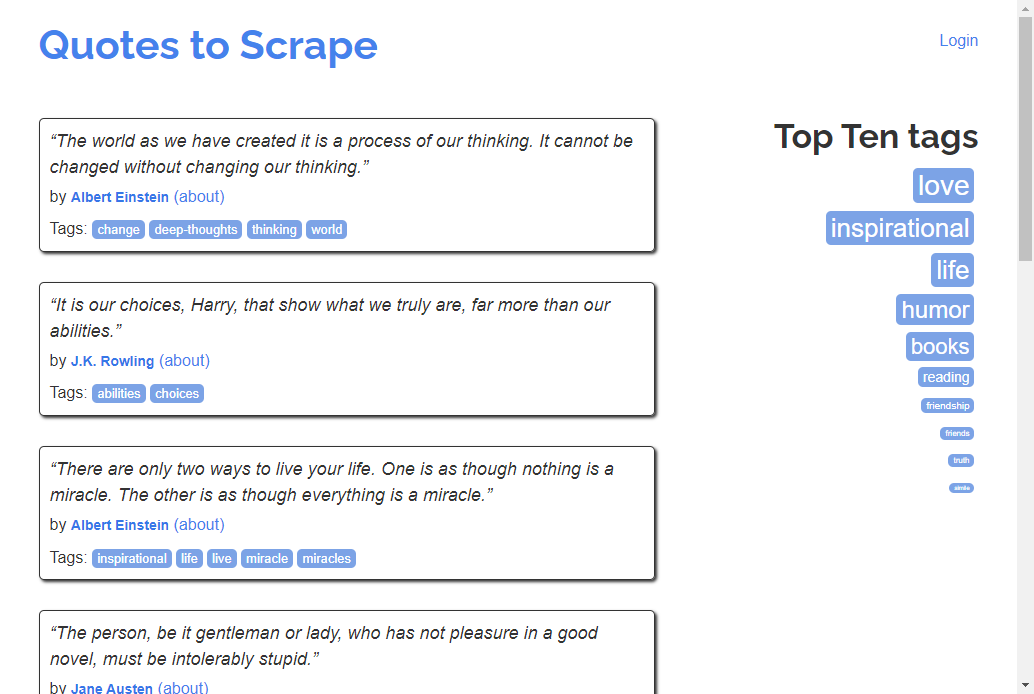 Quotes to Scrape
Login
“The world as we have created it is a process of our thinking. It cannot be
changed without changing our thinking.”
by Albert Einstein (about)
Tags: change deep-thoughts thinking world
“It is our choices, Harry, that show what we truly are, far more than our
abilities.”
by J.K. Rowling (about)
Tags: abilities choices
“There are only two ways to live your life. One is as though nothing is a
miracle. The other is as though everything is a miracle.”
by Albert Einstein (about)
Tags: inspirational life live miracle miracles
“The person, be it gentleman or lady, who has not pleasure in a good
novel, must be intolerably stupid.”
by Jane Austen (about)
Top Ten tags
love
inspirational
life
humor
books
reading
friendship
friends
truth
simile